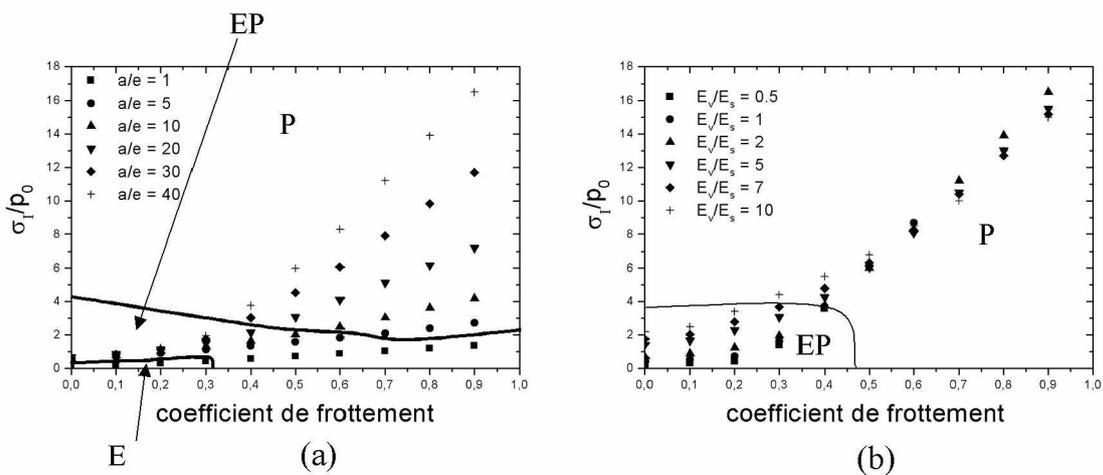 EP
18
16
14
12
10
8
6
4
2
0
σI/p0
a/e = 1
a/e = 5
a/e = 10
a/e = 20
a/e = 30
a/e = 40
P
0,0 0,1 0,2 0,3 0,4 0,5 0,6 0,7 0,8 0,9 1,0
coefficient de frottement
E
(a)
18
16
14
12
10
8
6
4
2
0
σI/p0
Ev/Es = 0.5
Ev/Es = 1
Ev/Es = 2
Ev/Es = 5
Ev/Es = 7
Ev/Es = 10
P
EP
0,0 0,1 0,2 0,3 0,4 0,5 0,6 0,7 0,8 0,9 1,0
coefficient de frottement
(b)